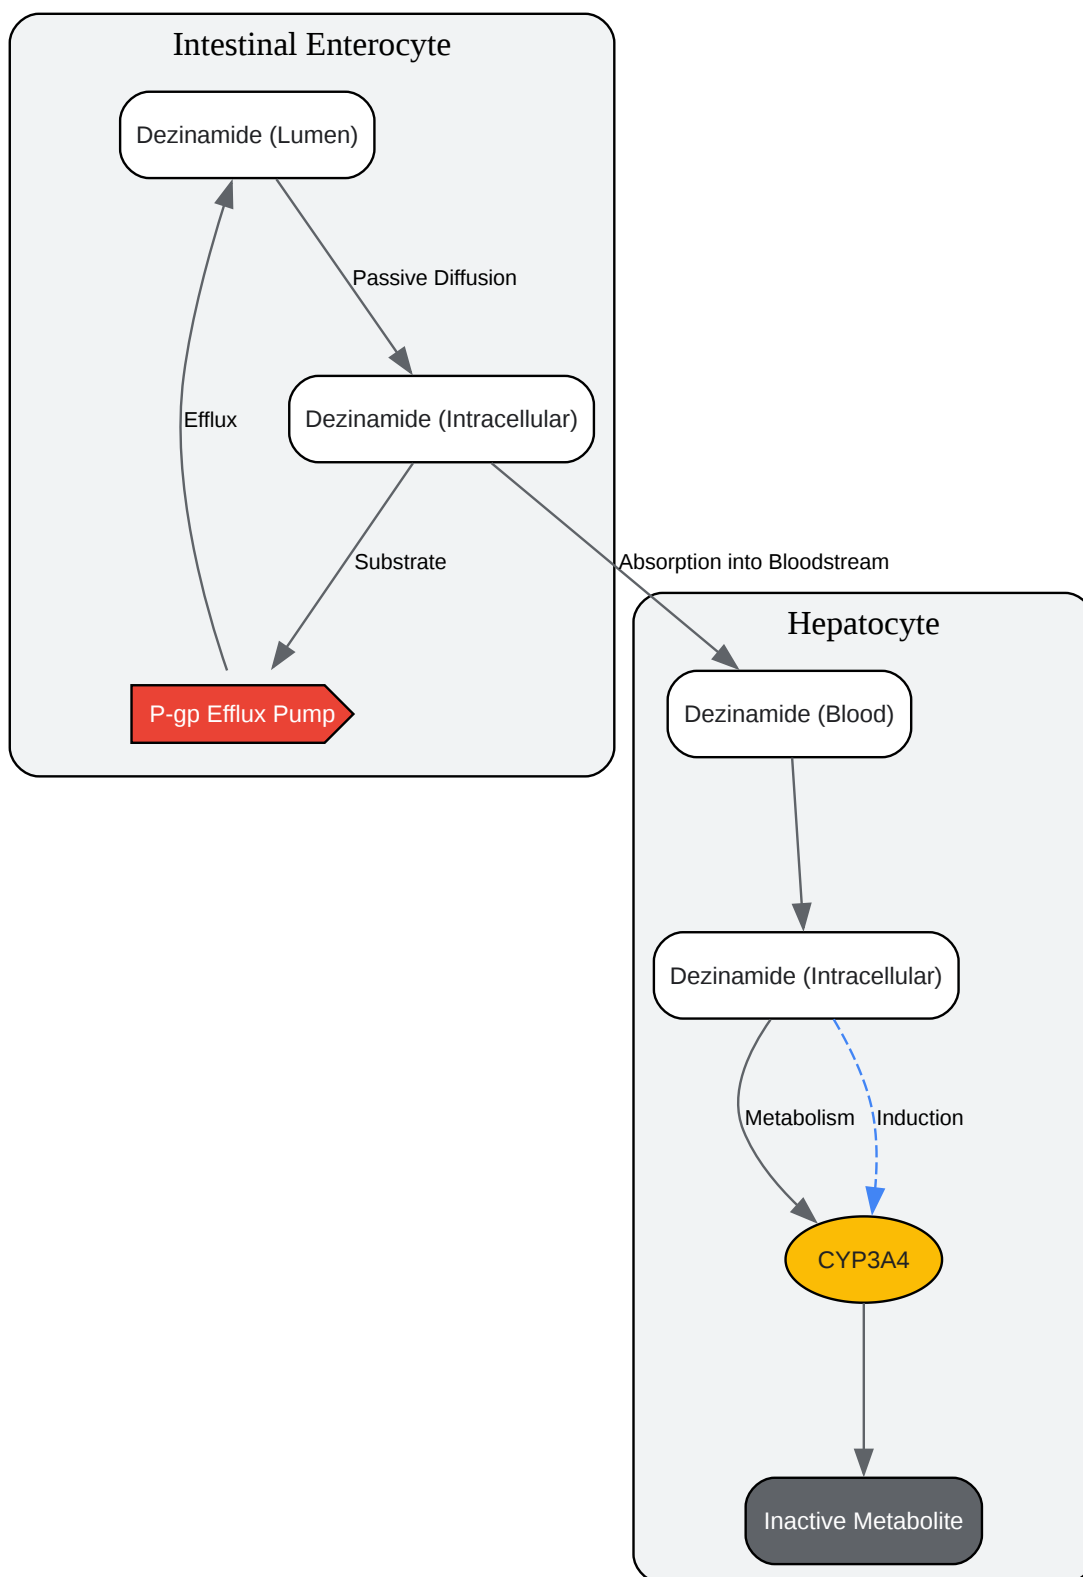 Intestinal Enterocyte
Dezinamide (Lumen)
Passive Diffusion
Dezinamide (Intracellular)
Efflux
Substrate
Absorption into Bloodstream
P-gp Efflux Pump
Hepatocyte
Dezinamide (Blood)
Dezinamide (Intracellular)
Metabolism
Induction
CYP3A4
Inactive Metabolite